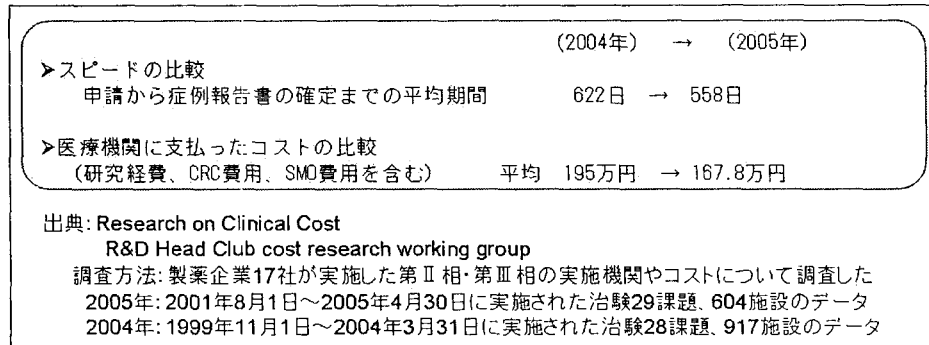 (2004年) → (2005年)
➤スピードの比較
申請から症例報告書の確定までの平均期間 622日 → 558日
➤医療機関に支払ったコストの比較
(研究経費、CRC費用、SMO費用を含む) 平均 195万円 → 167.8万円
出典: Research on Clinical Cost
R&D Head Club cost research working group
調査方法: 製薬企業17社が実施した第Ⅱ相・第Ⅲ相の実施機関やコストについて調査した
2005年: 2001年8月1日～2005年4月30日に実施された治験29課題、604施設のデータ
2004年: 1999年11月1日～2004年3月31日に実施された治験28課題、917施設のデータ